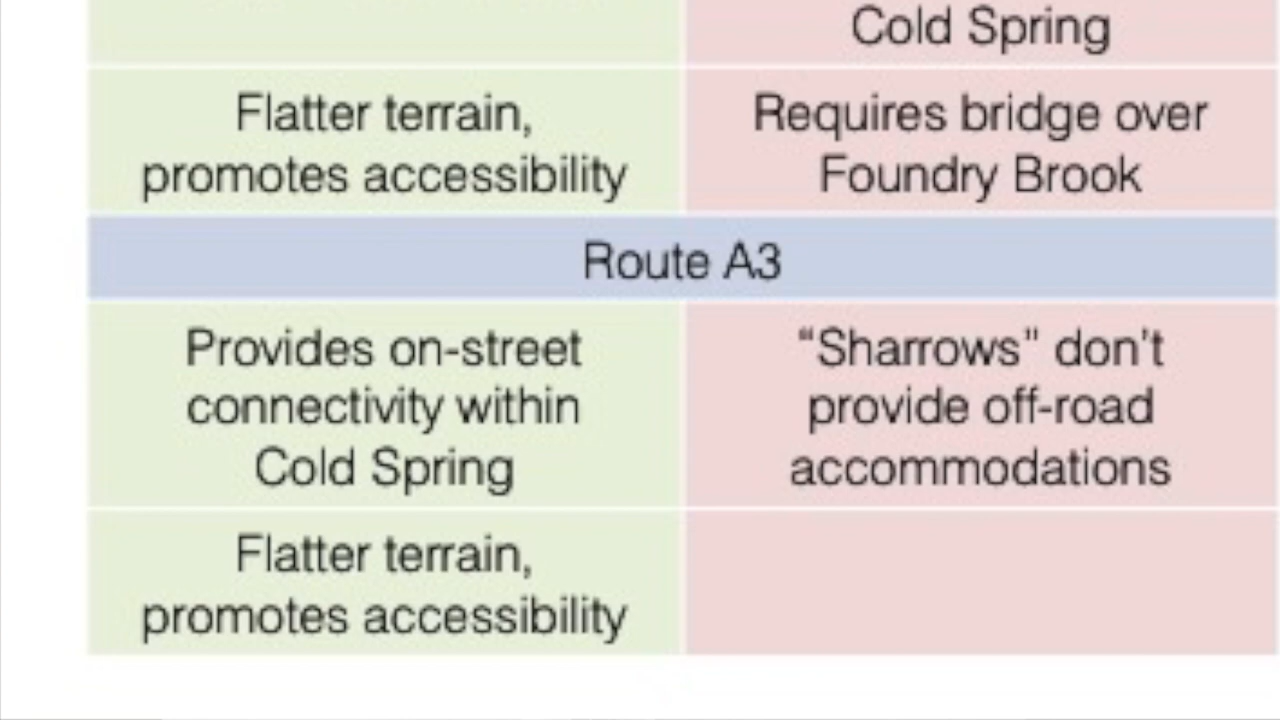 Cold Spring
Flatter terrain,
promotes accessibility
Requires bridge over
Foundry Brook
Route A3
Provides on-street
connectivity within
Cold Spring
“Sharrows” don't
provide off-road
accommodations
Flatter terrain,
promotes accessibility